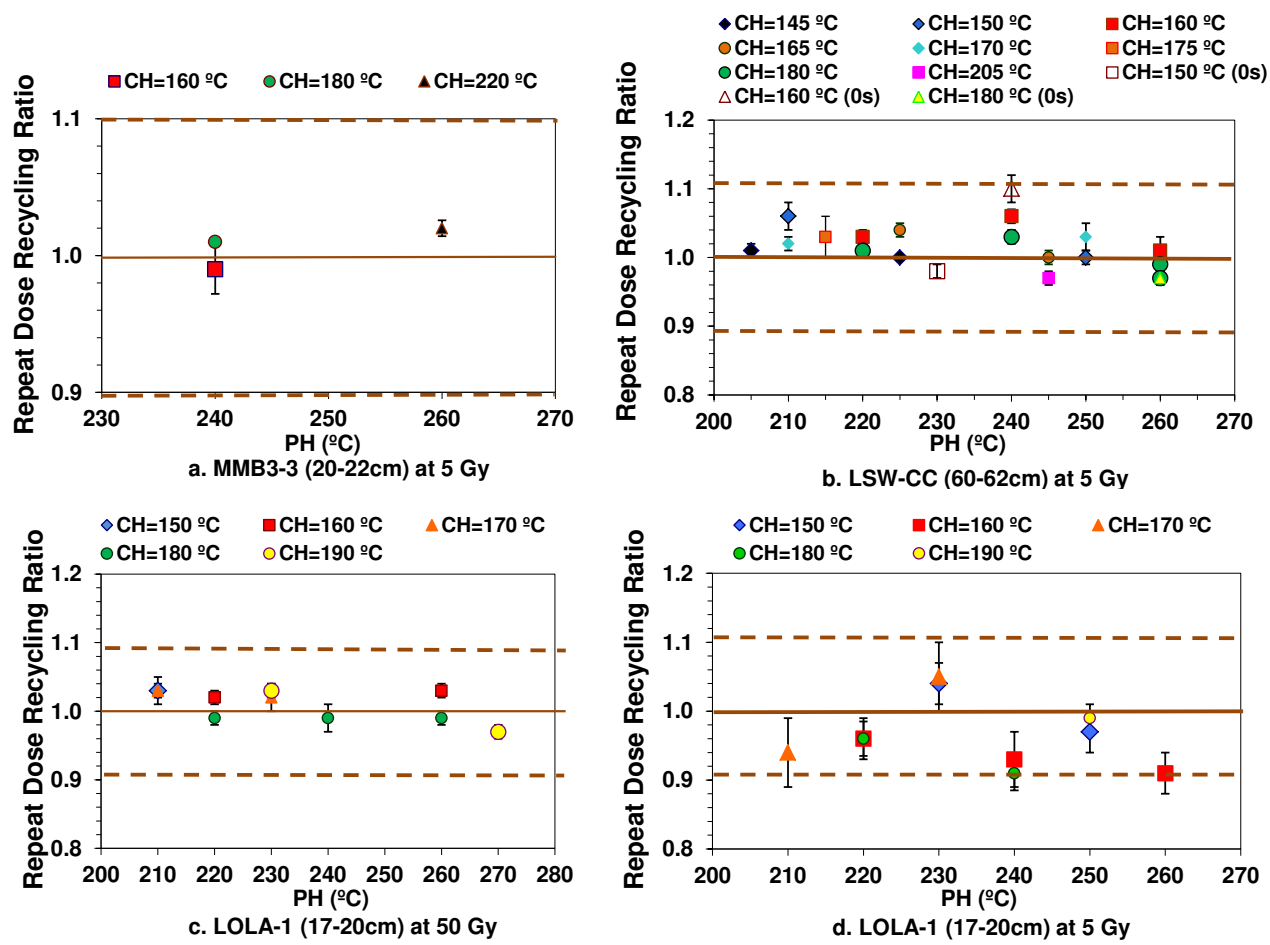 CH=160 ºC CH=180 ºC CH=220 ºC
Repeat Dose Recycling Ratio
1.1
1.0
0.9
230 240 250 260 270
PH (ºC)
a. MMB3-3 (20-22cm) at 5 Gy
CH=145 ºC CH=150 ºC CH=160 ºC
CH=165 ºC CH=170 ºC CH=175 ºC
CH=180 ºC CH=205 ºC CH=150 ºC (0s)
CH=160 ºC (0s) CH=180 ºC (0s)
Repeat Dose Recycling Ratio
1.2
1.1
1.0
0.9
0.8
200 210 220 230 240 250 260 270
PH (ºC)
b. LSW-CC (60-62cm) at 5 Gy
CH=150 ºC CH=160 ºC CH=170 ºC
CH=180 ºC CH=190 ºC
Repeat Dose Recycling Ratio
1.2
1.1
1.0
0.9
0.8
200 210 220 230 240 250 260 270 280
PH (ºC)
c. LOLA-1 (17-20cm) at 50 Gy
CH=150 ºC CH=160 ºC CH=170 ºC
CH=180 ºC CH=190 ºC
Repeat Dose Recycling Ratio
1.2
1.1
1.0
0.9
0.8
200 210 220 230 240 250 260 270
PH (ºC)
d. LOLA-1 (17-20cm) at 5 Gy